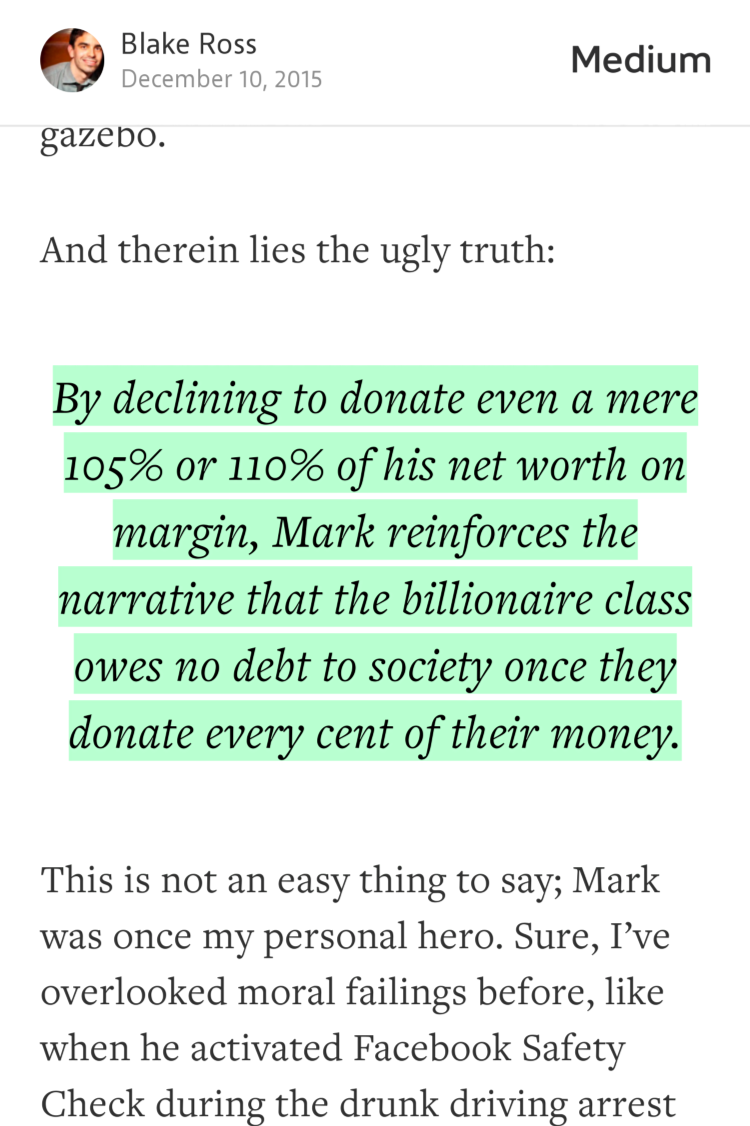 Blake Ross
December 10, 2015
Medium
gazebo.
And therein lies the ugly truth:
By declining to donate even a mere
105% or 110% of his net worth on
margin, Mark reinforces the
narrative that the billionaire class
owes no debt to society once they
donate every cent of their money.
This is not an easy thing to say; Mark
was once my personal hero. Sure, I’ve
overlooked moral failings before, like
when he activated Facebook Safety
Check during the drunk driving arrest